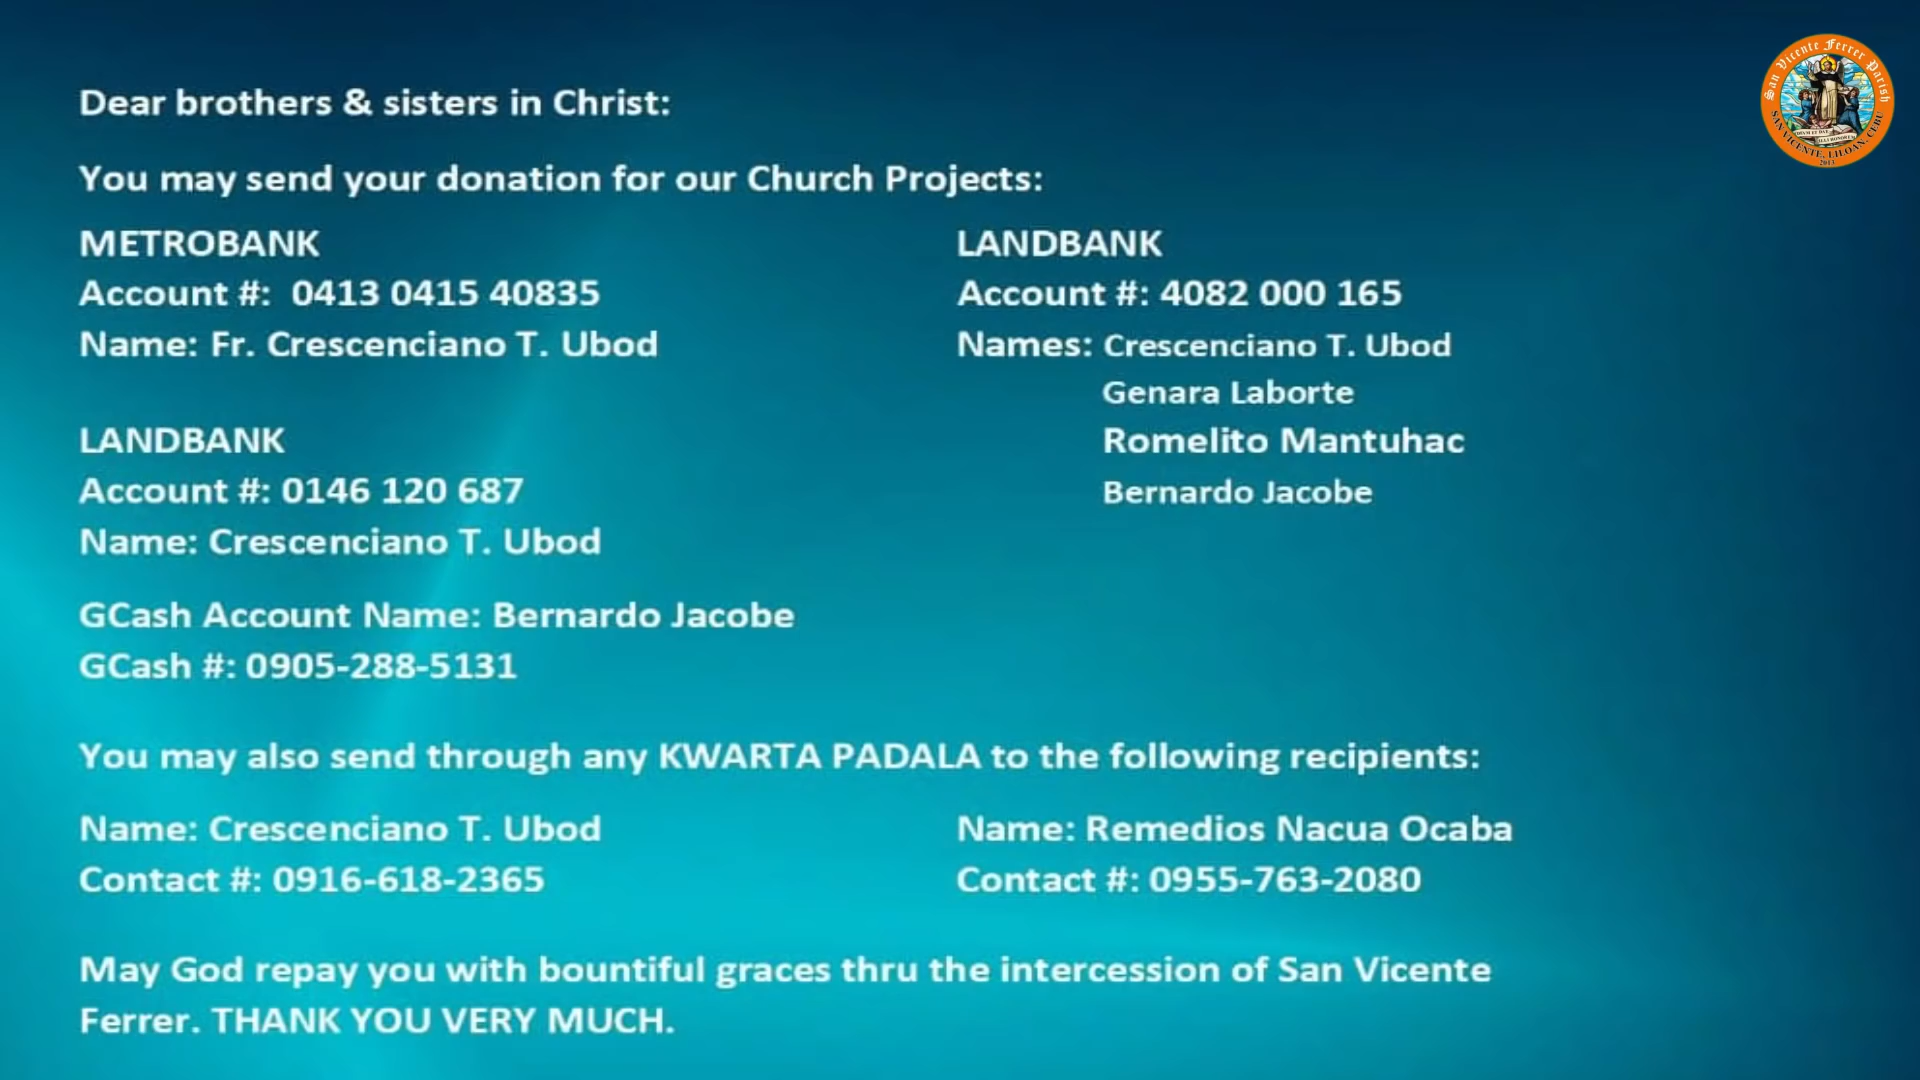 Dear brothers & sisters in Christ:
You may send your donation for our Church Projects:
METROBANK
Account #:  0413 0415 40835
Name: Fr. Crescenciano T. Ubod
LANDBANK
Account #: 0146 120 687
Name: Crescenciano T. Ubod
LANDBANK
Account #: 4082 000 165
Names: Crescenciano T. Ubod
Genara Laborte
Romelito Mantuhac
Bernardo Jacobe
GCash Account Name: Bernardo Jacobe
GCash #: 0905-288-5131
You may also send through any KWARTA PADALA to the following recipients:
Name: Crescenciano T. Ubod
Contact #: 0916-618-2365
Name: Remedios Nacua Ocaba
Contact #: 0955-763-2080
May God repay you with bountiful graces thru the intercession of San Vicente
Ferrer. THANK YOU VERY MUCH.
San Vicente Ferrer Parish
SAN VICENTE, LILOAN, CEBU